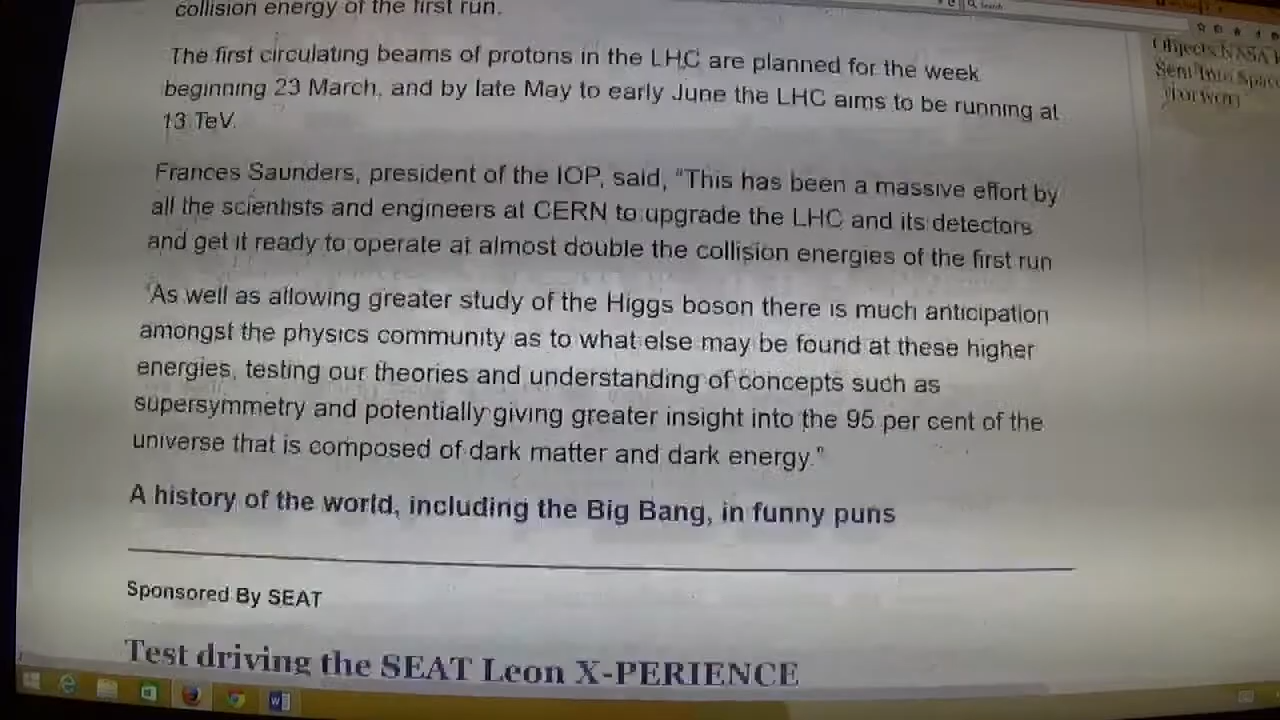 collision energy of the first run.
The first circulating beams of protons in the LHC are planned for the week
beginning 23 March, and by late May to early June the LHC aims to be running at
13 TeV.
Frances Saunders, president of the IOP, said, "This has been a massive effort by
all the scientists and engineers at CERN to upgrade the LHC and its detectors
and get it ready to operate at almost double the collision energies of the first run
"As well as allowing greater study of the Higgs boson there is much anticipation
amongst the physics community as to what else may be found at these higher
energies, testing our theories and understanding of concepts such as
supersymmetry and potentially giving greater insight into the 95 per cent of the
universe that is composed of dark matter and dark energy."
A history of the world, including the Big Bang, in funny puns
Sponsored By SEAT
Test driving the SEAT Leon X-PERIENCE
Search
Objects NASA
Sent Into Space